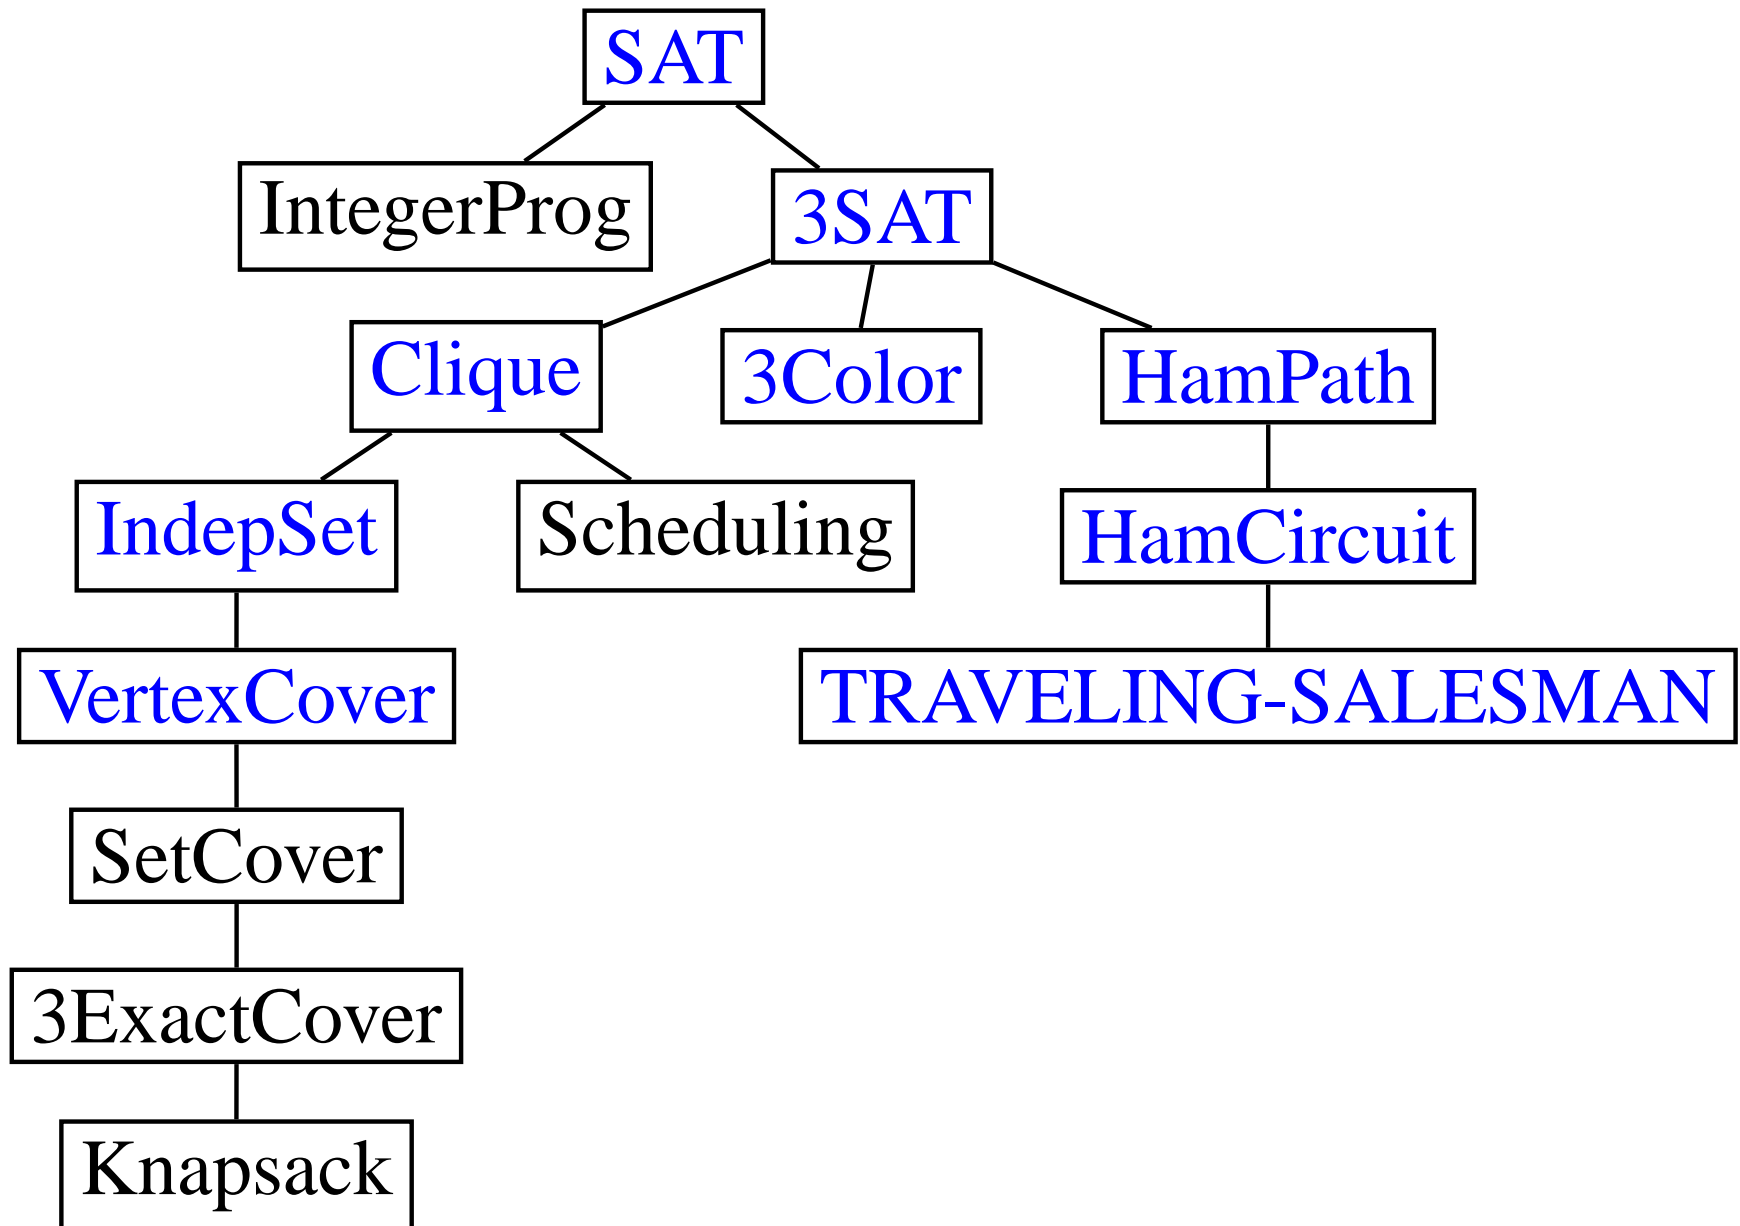 SAT
IntegerProg
3SAT
Clique
3Color
HamPath
IndepSet
Scheduling
HamCircuit
VertexCover
TRAVELING-SALESMAN
SetCover
3ExactCover
Knapsack